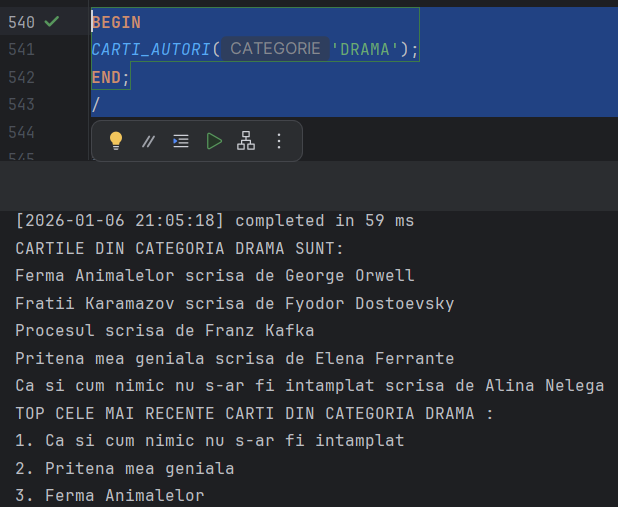 540 BEGIN
541 CARTI_AUTORI( CATEGORIE 'DRAMA');
542 END;
543 /
544
545
[2026-01-06 21:05:18] completed in 59 ms
CARTILE DIN CATEGORIA DRAMA SUNT:
Ferma Animalelor scrisa de George Orwell
Fratii Karamazov scrisa de Fyodor Dostoevsky
Procesul scrisa de Franz Kafka
Pritena mea geniala scrisa de Elena Ferrante
Ca si cum nimic nu s-ar fi intamplat scrisa de Alina Nelega
TOP CELE MAI RECENTE CARTI DIN CATEGORIA DRAMA :
1. Ca si cum nimic nu s-ar fi intamplat
2. Pritena mea geniala
3. Ferma Animalelor